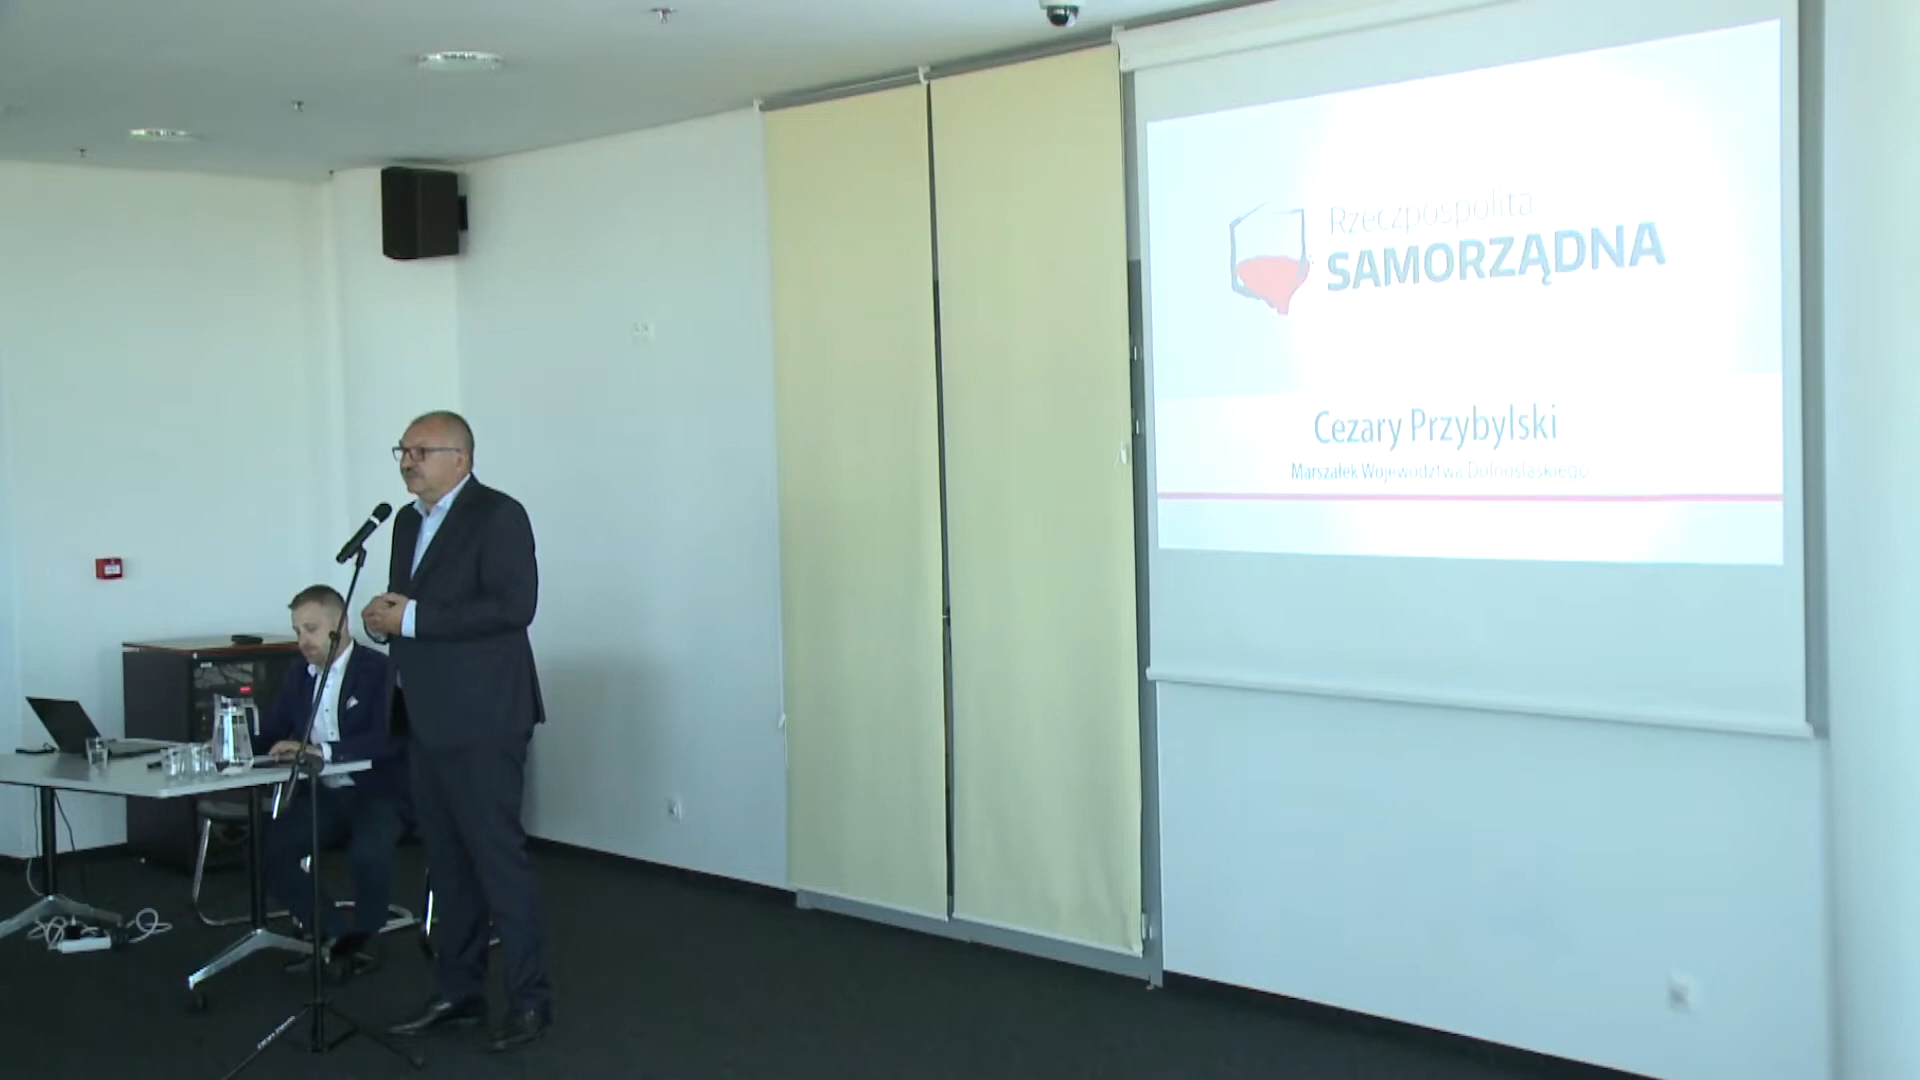 Rzeczpospolita
SAMORZĄDNA
Cezary Przybylski
Marszałek Województwa Dolnośląskiego